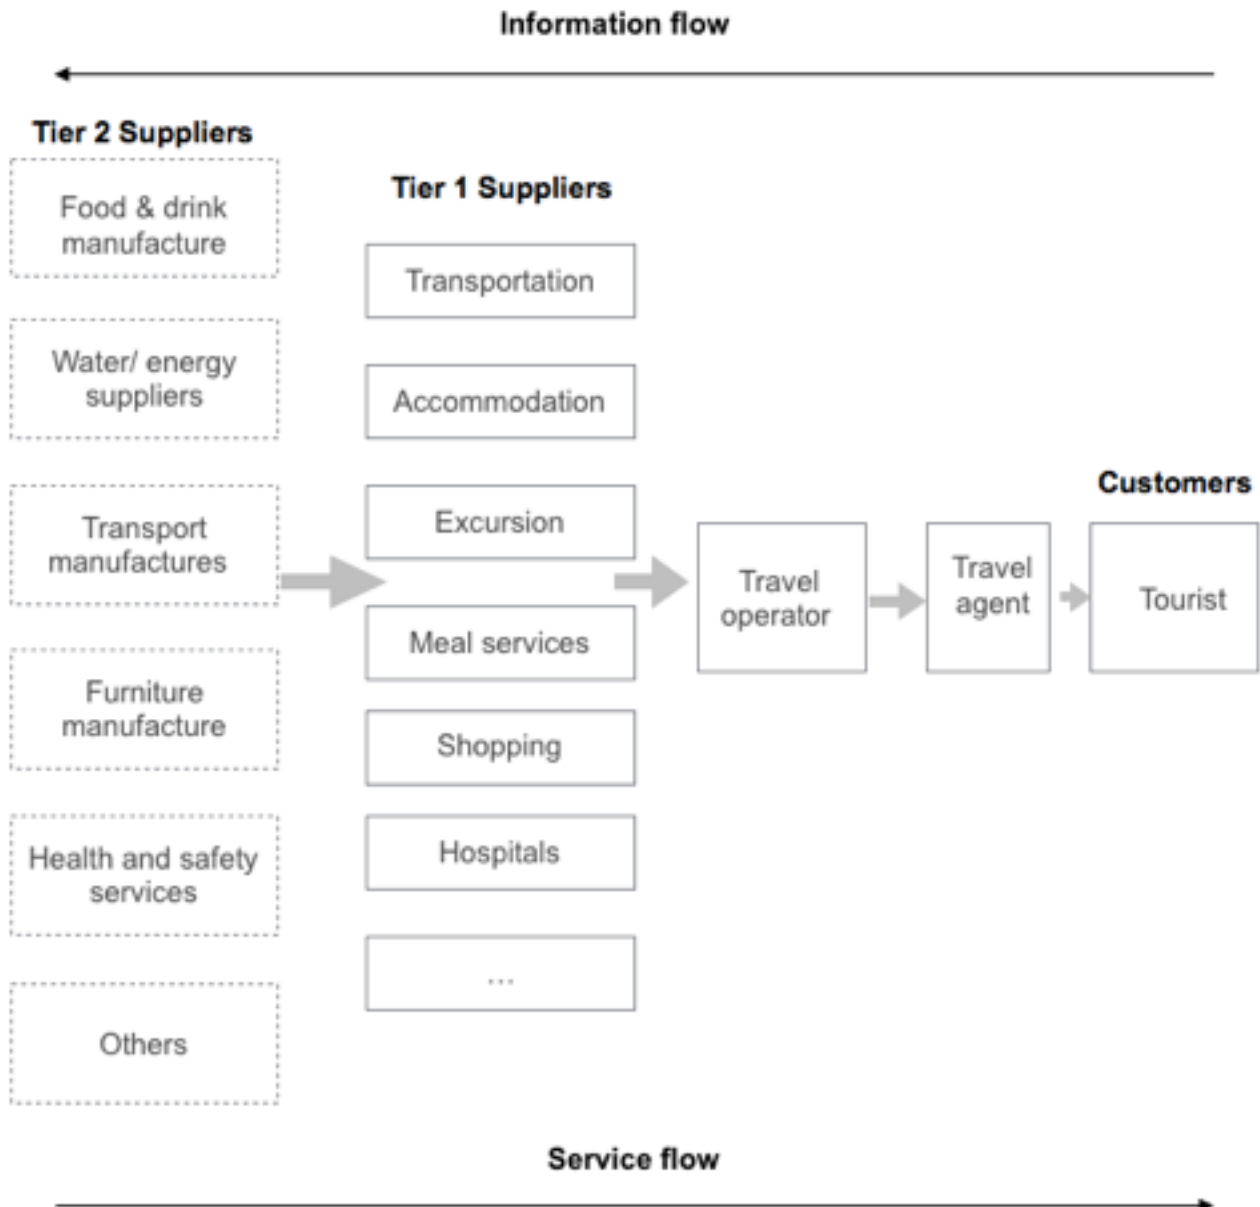 Information flow
Tier 2 Suppliers
Food & drink
manufacture
Water/ energy
suppliers
Transport
manufactures
Furniture
manufacture
Health and safety
services
Others
Tier 1 Suppliers
Transportation
Accommodation
Excursion
Meal services
Shopping
Hospitals
...
Travel
operator
Travel
agent
Customers
Tourist
Service flow